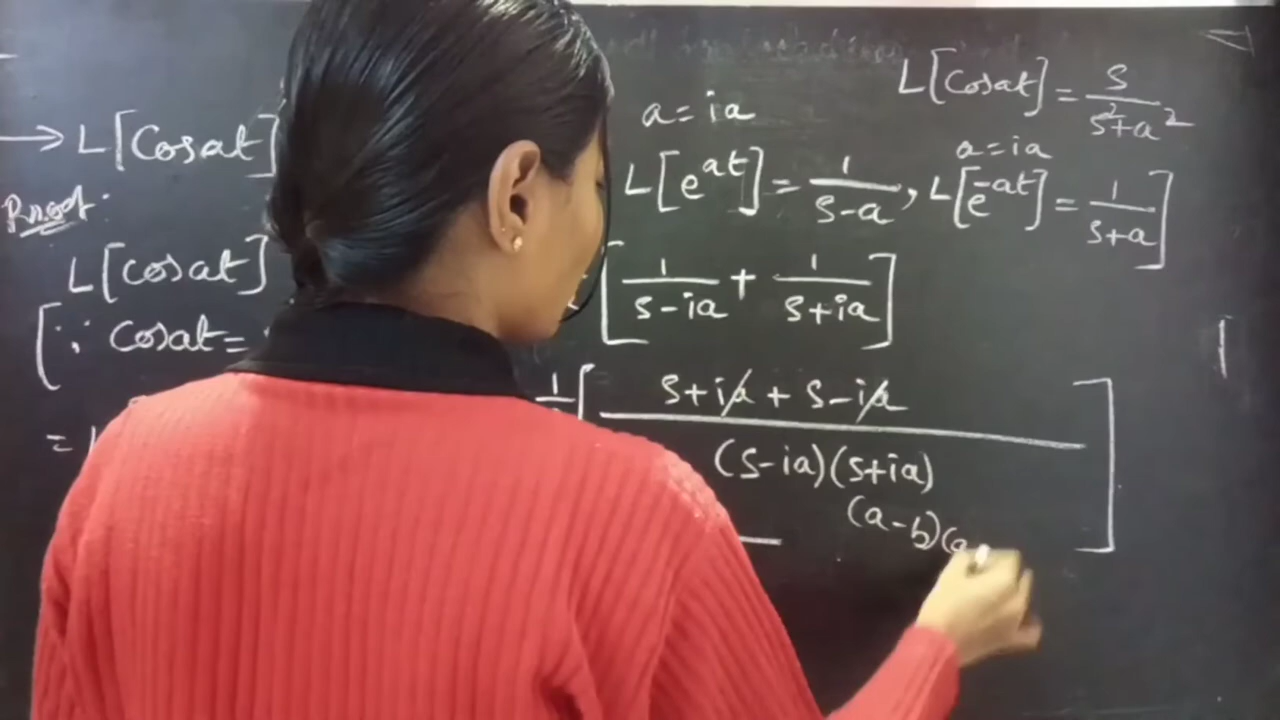 → L[Cosat]
Proof:
L[cosat]
[∵ cosat =
=
a = ia
L[cosat] = s/(s²+a²)
a = ia
L[e^{at}] = 1/(s-a), L[e^{-at}] = 1/(s+a)]
[1/(s-ia) + 1/(s+ia)]
[(s+ia + s-ia)/((s-ia)(s+ia))]
(a-b)(a